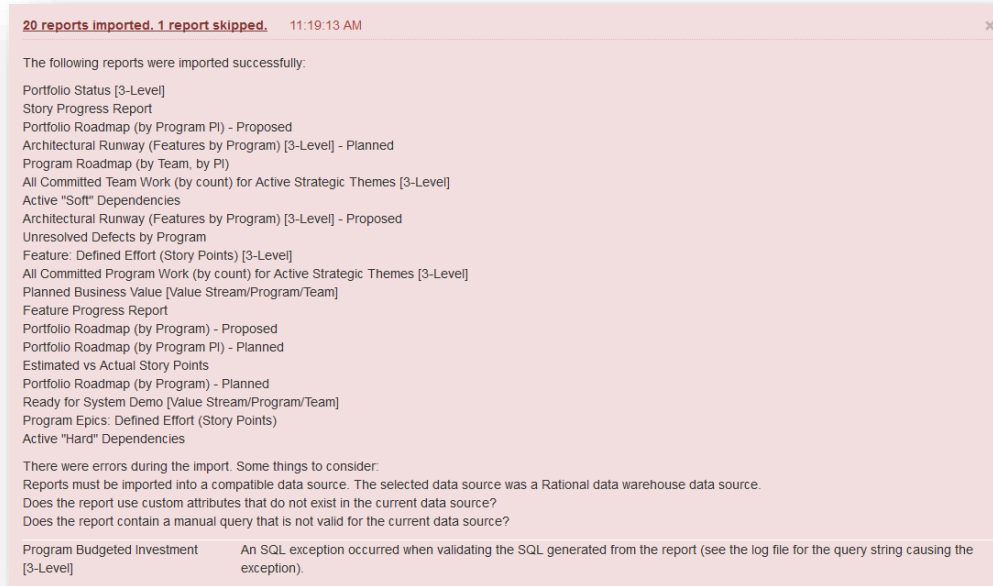 20 reports imported. 1 report skipped. 11:19:13 AM
The following reports were imported successfully:
Portfolio Status [3-Level]
Story Progress Report
Portfolio Roadmap (by Program PI) - Proposed
Architectural Runway (Features by Program) [3-Level] - Planned
Program Roadmap (by Team, by PI)
All Committed Team Work (by count) for Active Strategic Themes [3-Level]
Active "Soft" Dependencies
Architectural Runway (Features by Program) [3-Level] - Proposed
Unresolved Defects by Program
Feature: Defined Effort (Story Points) [3-Level]
All Committed Program Work (by count) for Active Strategic Themes [3-Level]
Planned Business Value [Value Stream/Program/Team]
Feature Progress Report
Portfolio Roadmap (by Program) - Proposed
Portfolio Roadmap (by Program PI) - Planned
Estimated vs Actual Story Points
Portfolio Roadmap (by Program) - Planned
Ready for System Demo [Value Stream/Program/Team]
Program Epics: Defined Effort (Story Points)
Active "Hard" Dependencies
There were errors during the import. Some things to consider:
Reports must be imported into a compatible data source. The selected data source was a Rational data warehouse data source.
Does the report use custom attributes that do not exist in the current data source?
Does the report contain a manual query that is not valid for the current data source?
Program Budgeted Investment An SQL exception occurred when validating the SQL generated from the report (see the log file for the query string causing the
[3-Level] exception).